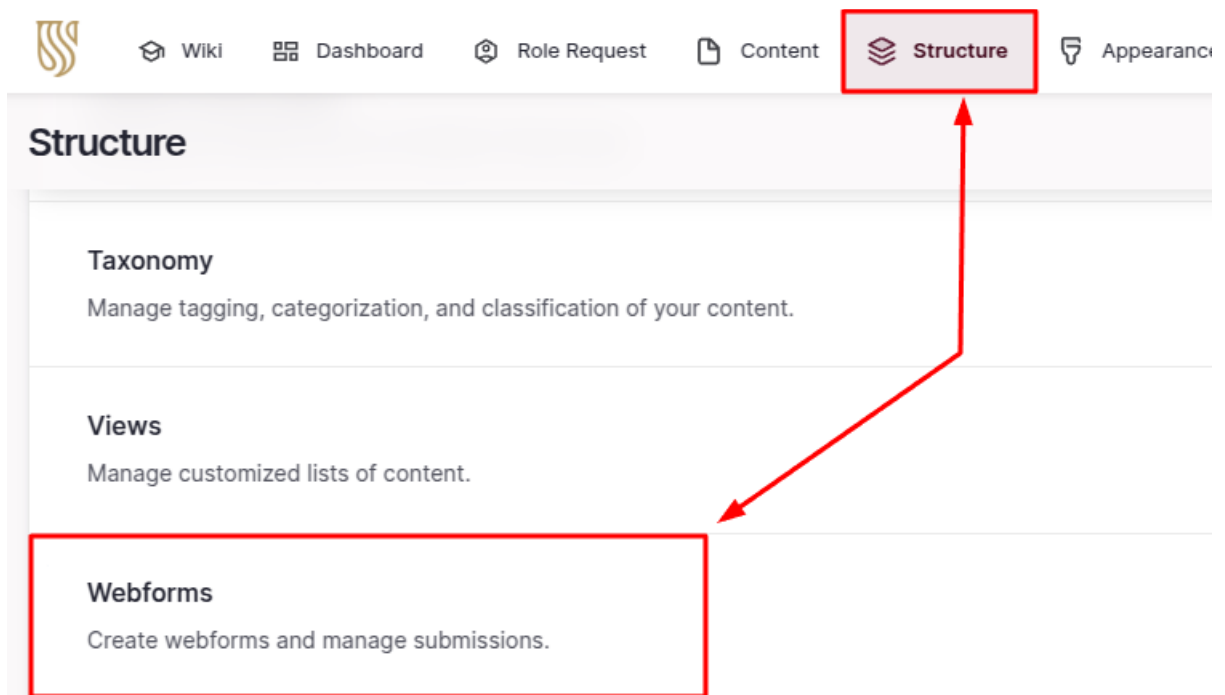 Wiki Dashboard Role Request Content Structure Appearance
Structure
Taxonomy
Manage tagging, categorization, and classification of your content.
Views
Manage customized lists of content.
Webforms
Create webforms and manage submissions.